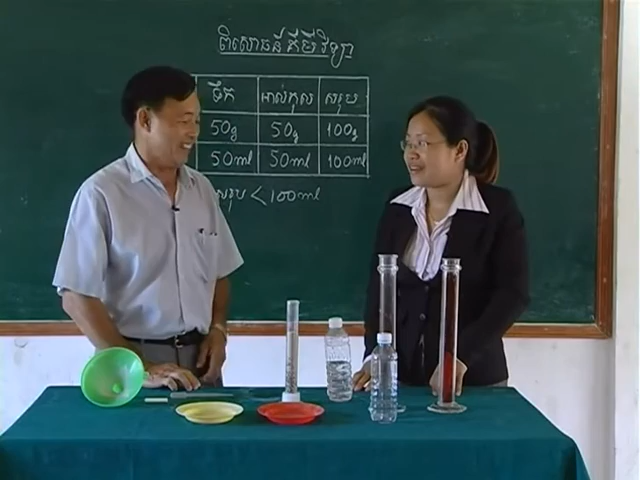 ពិសោធន៍ គីមី វិទ្យា
ទឹក អាល់កុល សរុប
50g 50g 100g
50ml 50ml 100ml
សរុប < 100ml